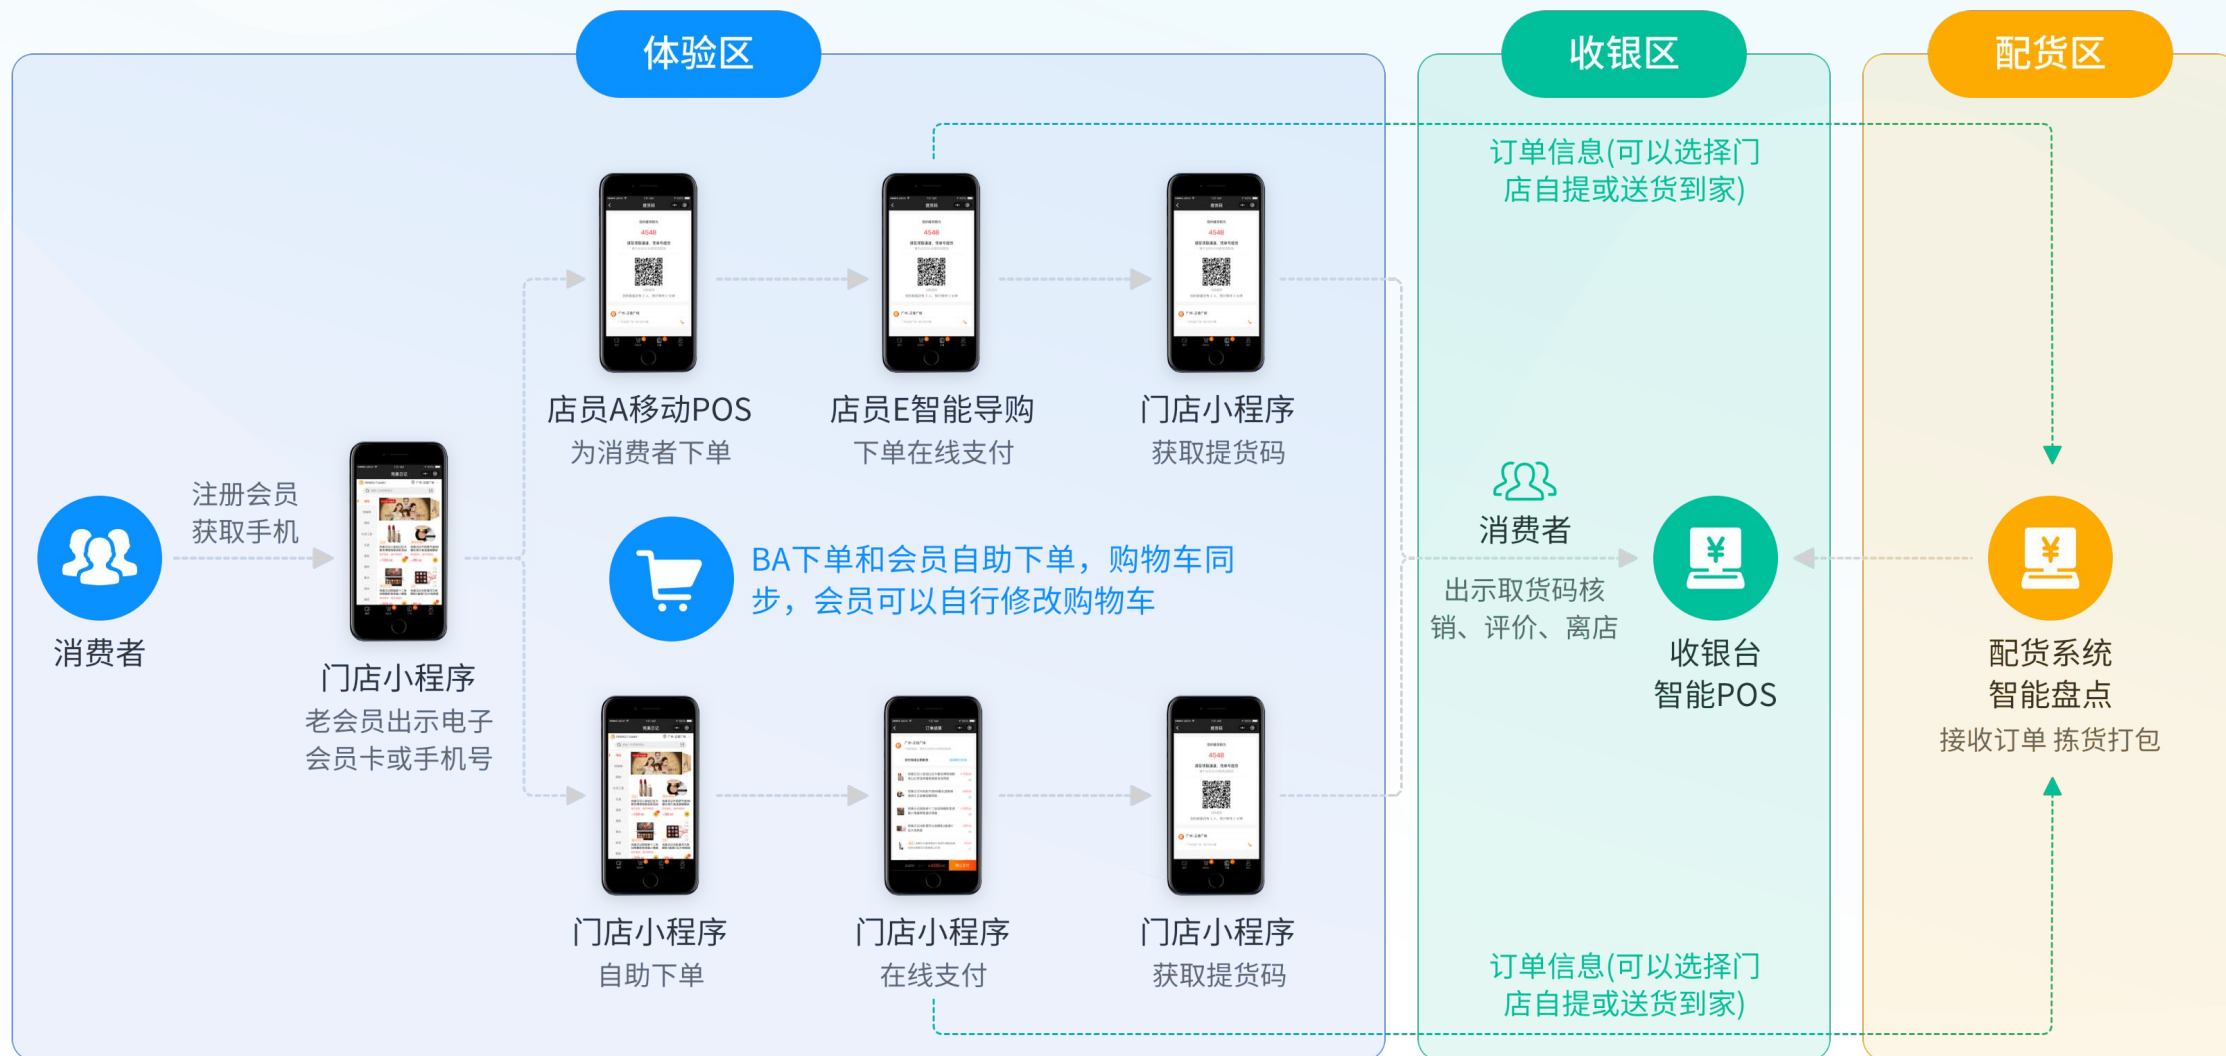 体验区
收银区
配货区
订单信息(可以选择门
店自提或送货到家)
4548
4548
4548
店员A移动POS
为消费者下单
店员E智能导购
下单在线支付
门店小程序
获取提货码
注册会员
获取手机
消费者
门店小程序
老会员出示电子
会员卡或手机号
BA下单和会员自助下单，购物车同
步，会员可以自行修改购物车
消费者
出示取货码核
销、评价、离店
收银台
智能POS
配货系统
智能盘点
接收订单 拣货打包
4548
门店小程序
自助下单
门店小程序
在线支付
门店小程序
获取提货码
订单信息(可以选择门
店自提或送货到家)